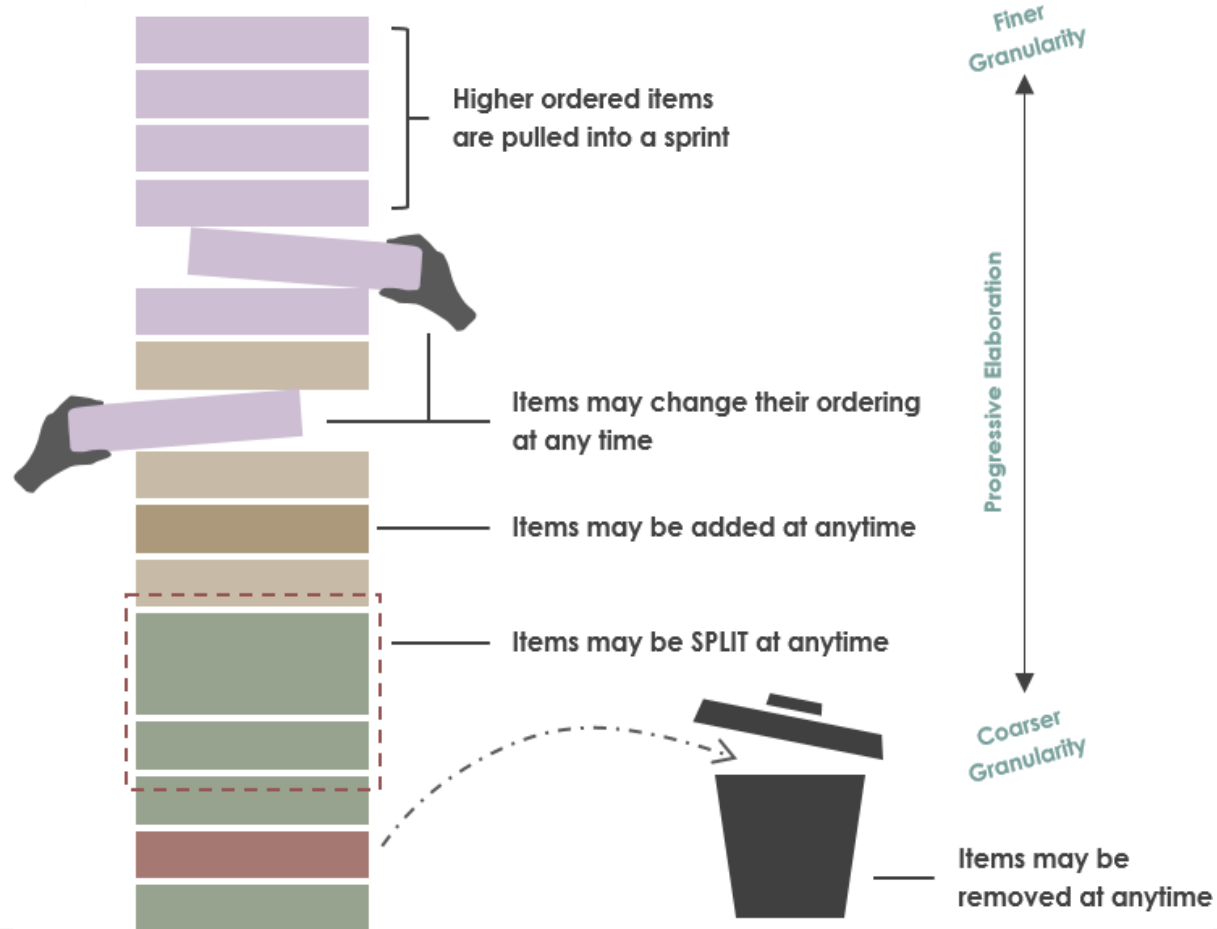 Finer
Granularity
Higher ordered items
are pulled into a sprint
Progressive Elaboration
Items may change their ordering
at any time
Items may be added at anytime
Items may be SPLIT at anytime
Coarser
Granularity
Items may be
removed at anytime